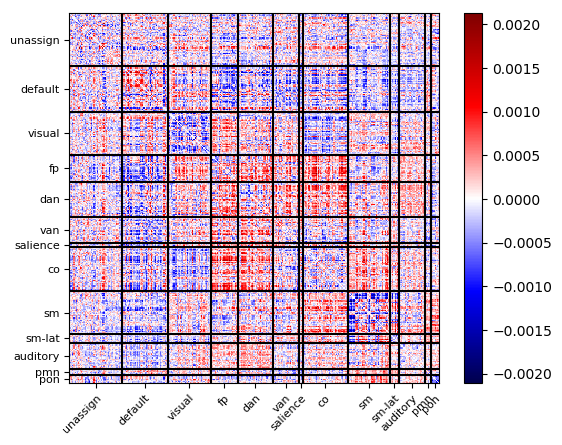 unassign
default
visual
fp
dan
van
salience
co
sm
sm-lat
auditory
pmn
pon
unassign
default
visual
fp
dan
van
salience
co
sm
sm-lat
auditory
pmn
pon
0.0020
0.0015
0.0010
0.0005
0.0000
−0.0005
−0.0010
−0.0015
−0.0020